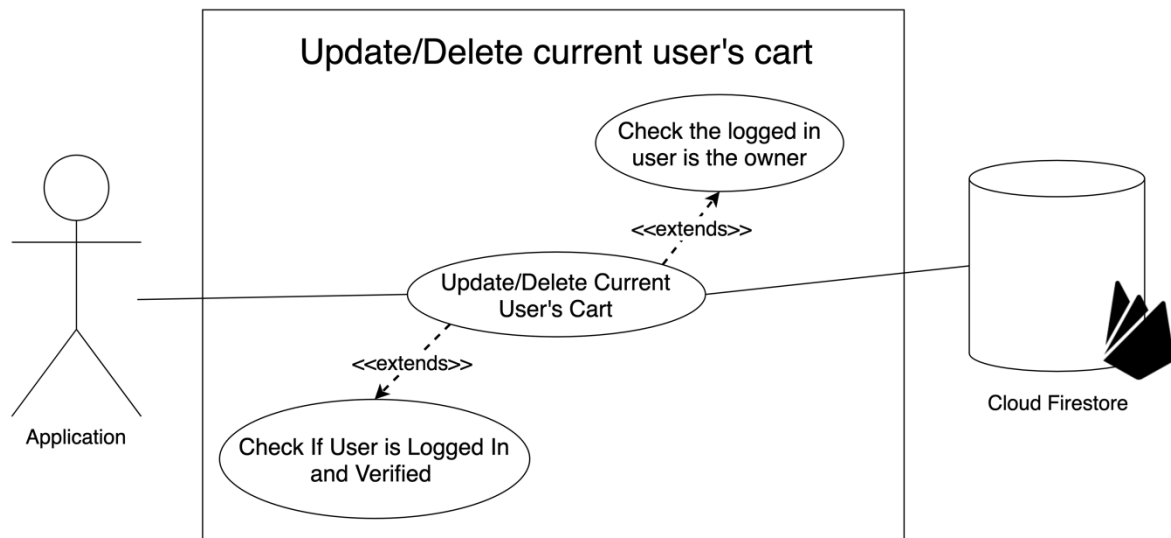 Update/Delete current user's cart
Check the logged in
user is the owner
<<extends>>
Update/Delete Current
User's Cart
<<extends>>
Check If User is Logged In
and Verified
Application
Cloud Firestore